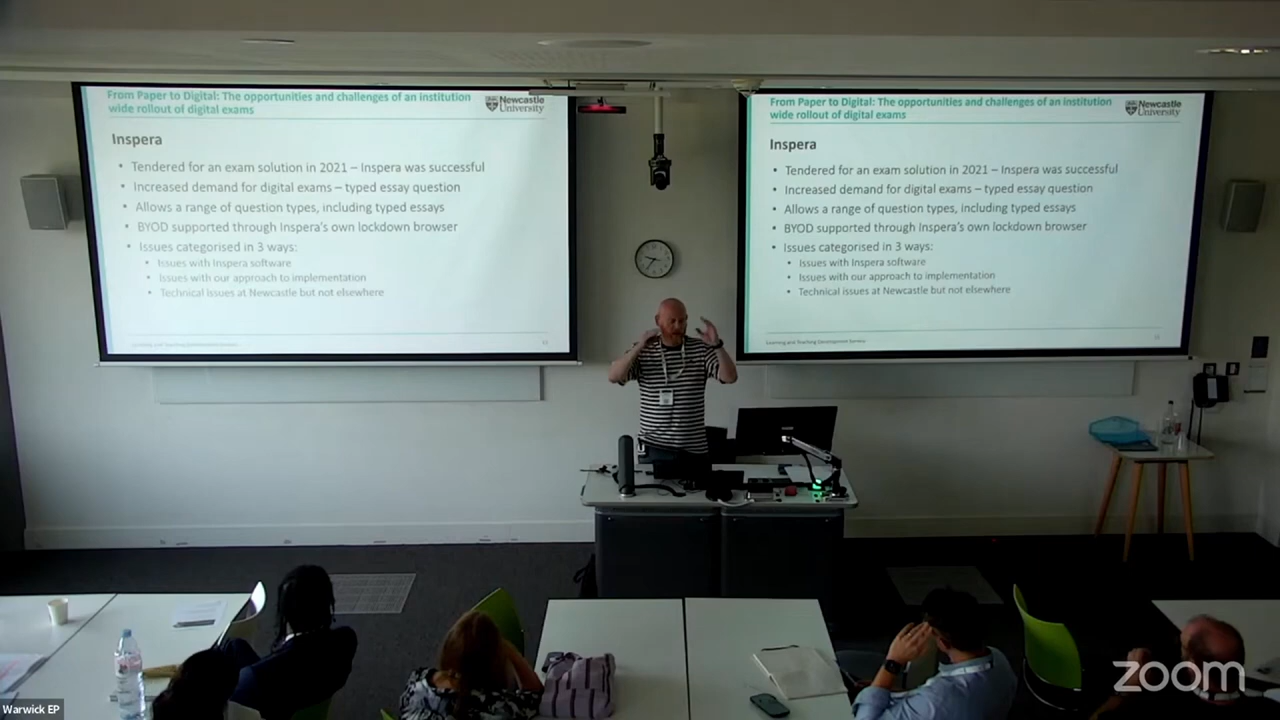 From Paper to Digital: The opportunities and challenges of an institution
wide rollout of digital exams
Newcastle
University
Inspera
• Tendered for an exam solution in 2021 – Inspera was successful
• Increased demand for digital exams – typed essay question
• Allows a range of question types, including typed essays
• BYOD supported through Inspera's own lockdown browser
• Issues categorised in 3 ways:
• Issues with Inspera software
• Issues with our approach to implementation
• Technical issues at Newcastle but not elsewhere
Learning and Teaching Development Service
From Paper to Digital: The opportunities and challenges of an institution
wide rollout of digital exams
Newcastle
University
Inspera
• Tendered for an exam solution in 2021 – Inspera was successful
• Increased demand for digital exams – typed essay question
• Allows a range of question types, including typed essays
• BYOD supported through Inspera's own lockdown browser
• Issues categorised in 3 ways:
• Issues with Inspera software
• Issues with our approach to implementation
• Technical issues at Newcastle but not elsewhere
Learning and Teaching Development Service
zoom
Warwick EP